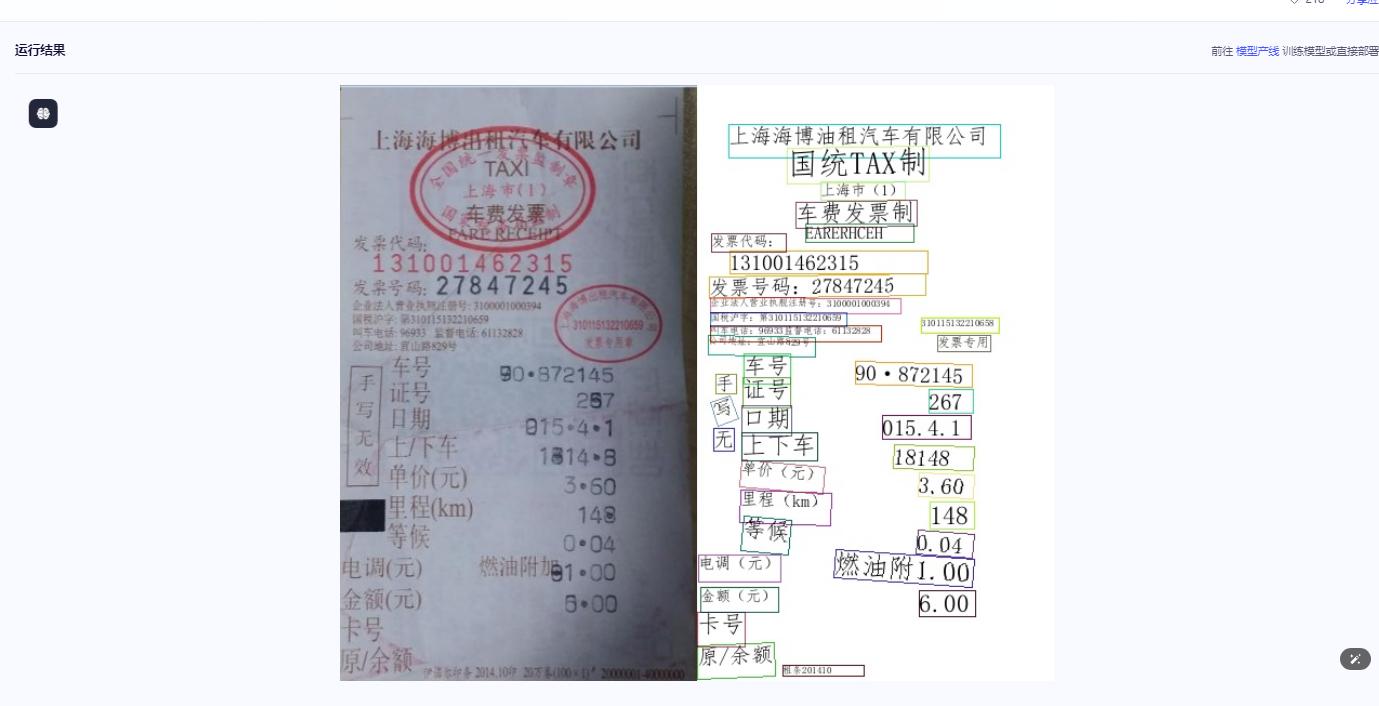 218 分享应
运行结果
前往 模型产线 训练模型或直接部署
上海海博出租汽车有限公司
全国统一发票监制章
TAXI
上海市(1)
车费发票
国家税务局监制
FARE RECEIPT
发票代码:
131001462315
发票号码: 27847245
企业法人营业执照注册号: 3100001000394
国税沪字: 第310115132210659
叫车电话: 96933 监督电话: 61132828
公司地址: 宜山路829号
上海海博出租汽车有限公司
310115132210659
发票专用章
手写无效
车号 90•872145
证号 267
日期 015•4•1
上/下车
单价(元) 3•60
里程(km) 148
等候 0•04
电调(元) 燃油附加 1•00
金额(元) 6•00
卡号
原/余额
2014.10印 20万卷(100×1)
上海海博油租汽车有限公司
国统TAX制
上海市（1）
车费发票制
EARERHCEH
发票代码：
131001462315
发票号码：27847245
企业法人营业执照注册号：3100001000394
国税沪字：第310115132210659
310115132210658
叫车电话：96933监督电话：61132828
公司地址：宜山路829号
发票专用
车号 90·872145
手
证号 267
写
日期 015.4.1
无
上下车 18148
单价（元） 3.60
里程（km） 148
等候 0.04
电调（元） 燃油附1.00
金额（元） 6.00
卡号
原/余额
租条201410